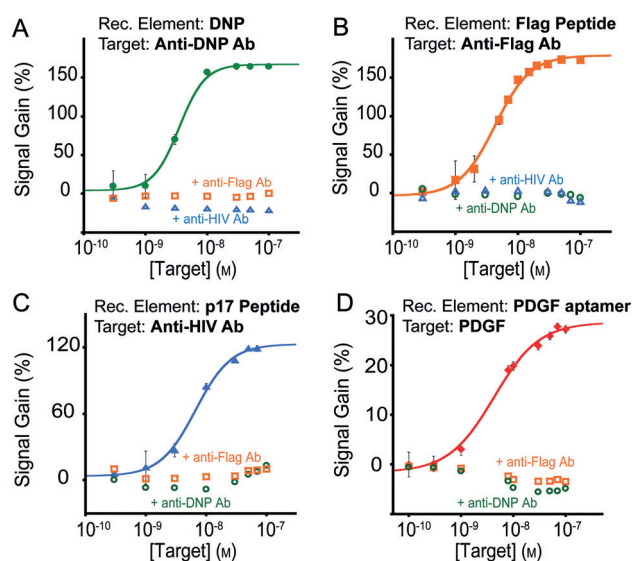 A
Rec. Element: DNP
Target: Anti-DNP Ab
Signal Gain (%)
150
100
50
0
+ anti-Flag Ab
+ anti-HIV Ab
10-10
10-9
10-8
10-7
[Target] (M)
B
Rec. Element: Flag Peptide
Target: Anti-Flag Ab
Signal Gain (%)
150
100
50
0
+ anti-HIV Ab
+ anti-DNP Ab
10-10
10-9
10-8
10-7
[Target] (M)
C
Rec. Element: p17 Peptide
Target: Anti-HIV Ab
Signal Gain (%)
120
60
0
+ anti-Flag Ab
+ anti-DNP Ab
10-10
10-9
10-8
10-7
[Target] (M)
D
Rec. Element: PDGF aptamer
Target: PDGF
Signal Gain (%)
30
20
10
0
+ anti-Flag Ab
+ anti-DNP Ab
10-10
10-9
10-8
10-7
[Target] (M)